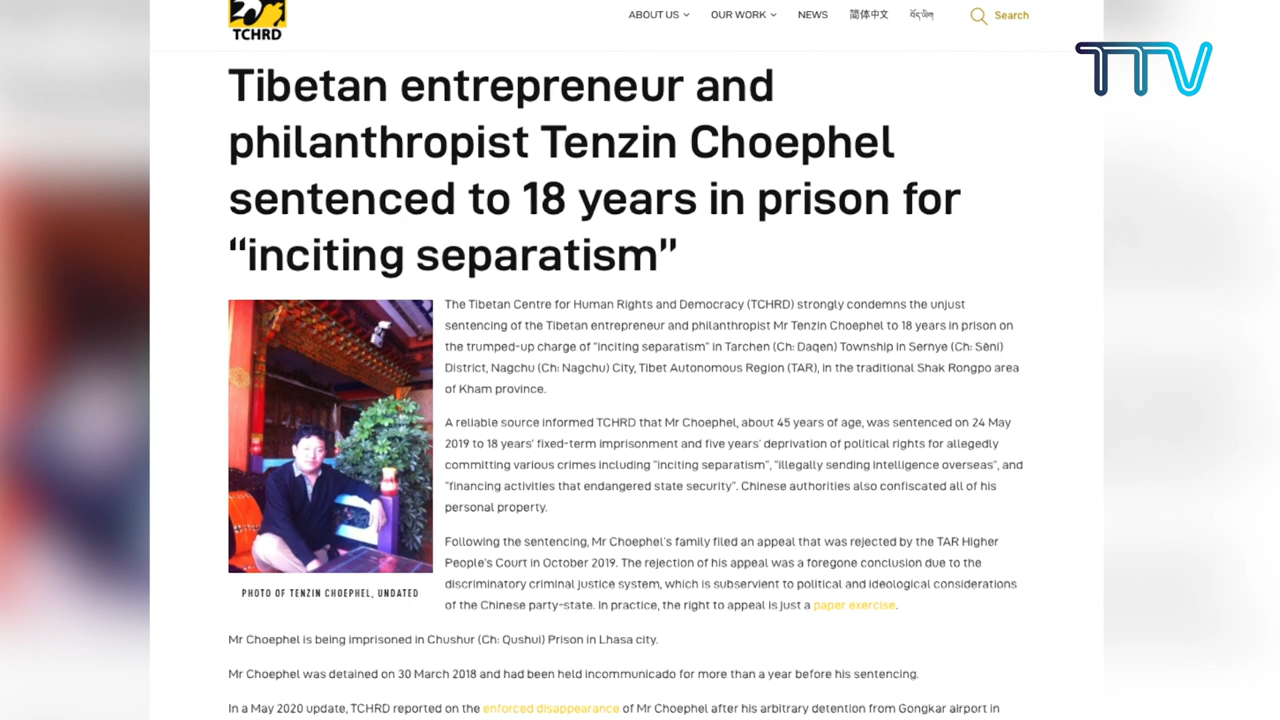 TCHRD
ABOUT US
OUR WORK
NEWS
简体中文
བོད་ཡིག
Search
TTV
Tibetan entrepreneur and
philanthropist Tenzin Choephel
sentenced to 18 years in prison for
“inciting separatism”
The Tibetan Centre for Human Rights and Democracy (TCHRD) strongly condemns the unjust
sentencing of the Tibetan entrepreneur and philanthropist Mr Tenzin Choephel to 18 years in prison on
the trumped-up charge of "inciting separatism" in Tarchen (Ch: Daqen) Township in Sernye (Ch: Sèní)
District, Nagchu (Ch: Nagchu) City, Tibet Autonomous Region (TAR), in the traditional Shak Rongpo area
of Kham province.
A reliable source informed TCHRD that Mr Choephel, about 45 years of age, was sentenced on 24 May
2019 to 18 years' fixed-term imprisonment and five years' deprivation of political rights for allegedly
committing various crimes including "inciting separatism", "illegally sending intelligence overseas", and
"financing activities that endangered state security". Chinese authorities also confiscated all of his
personal property.
Following the sentencing, Mr Choephel's family filed an appeal that was rejected by the TAR Higher
People's Court in October 2019. The rejection of his appeal was a foregone conclusion due to the
discriminatory criminal justice system, which is subservient to political and ideological considerations
of the Chinese party-state. In practice, the right to appeal is just a paper exercise.
PHOTO OF TENZIN CHOEPHEL, UNDATED
Mr Choephel is being imprisoned in Chushur (Ch: Qushui) Prison in Lhasa city.
Mr Choephel was detained on 30 March 2018 and had been held incommunicado for more than a year before his sentencing.
In a May 2020 update, TCHRD reported on the enforced disappearance of Mr Choephel after his arbitrary detention from Gongkar airport in